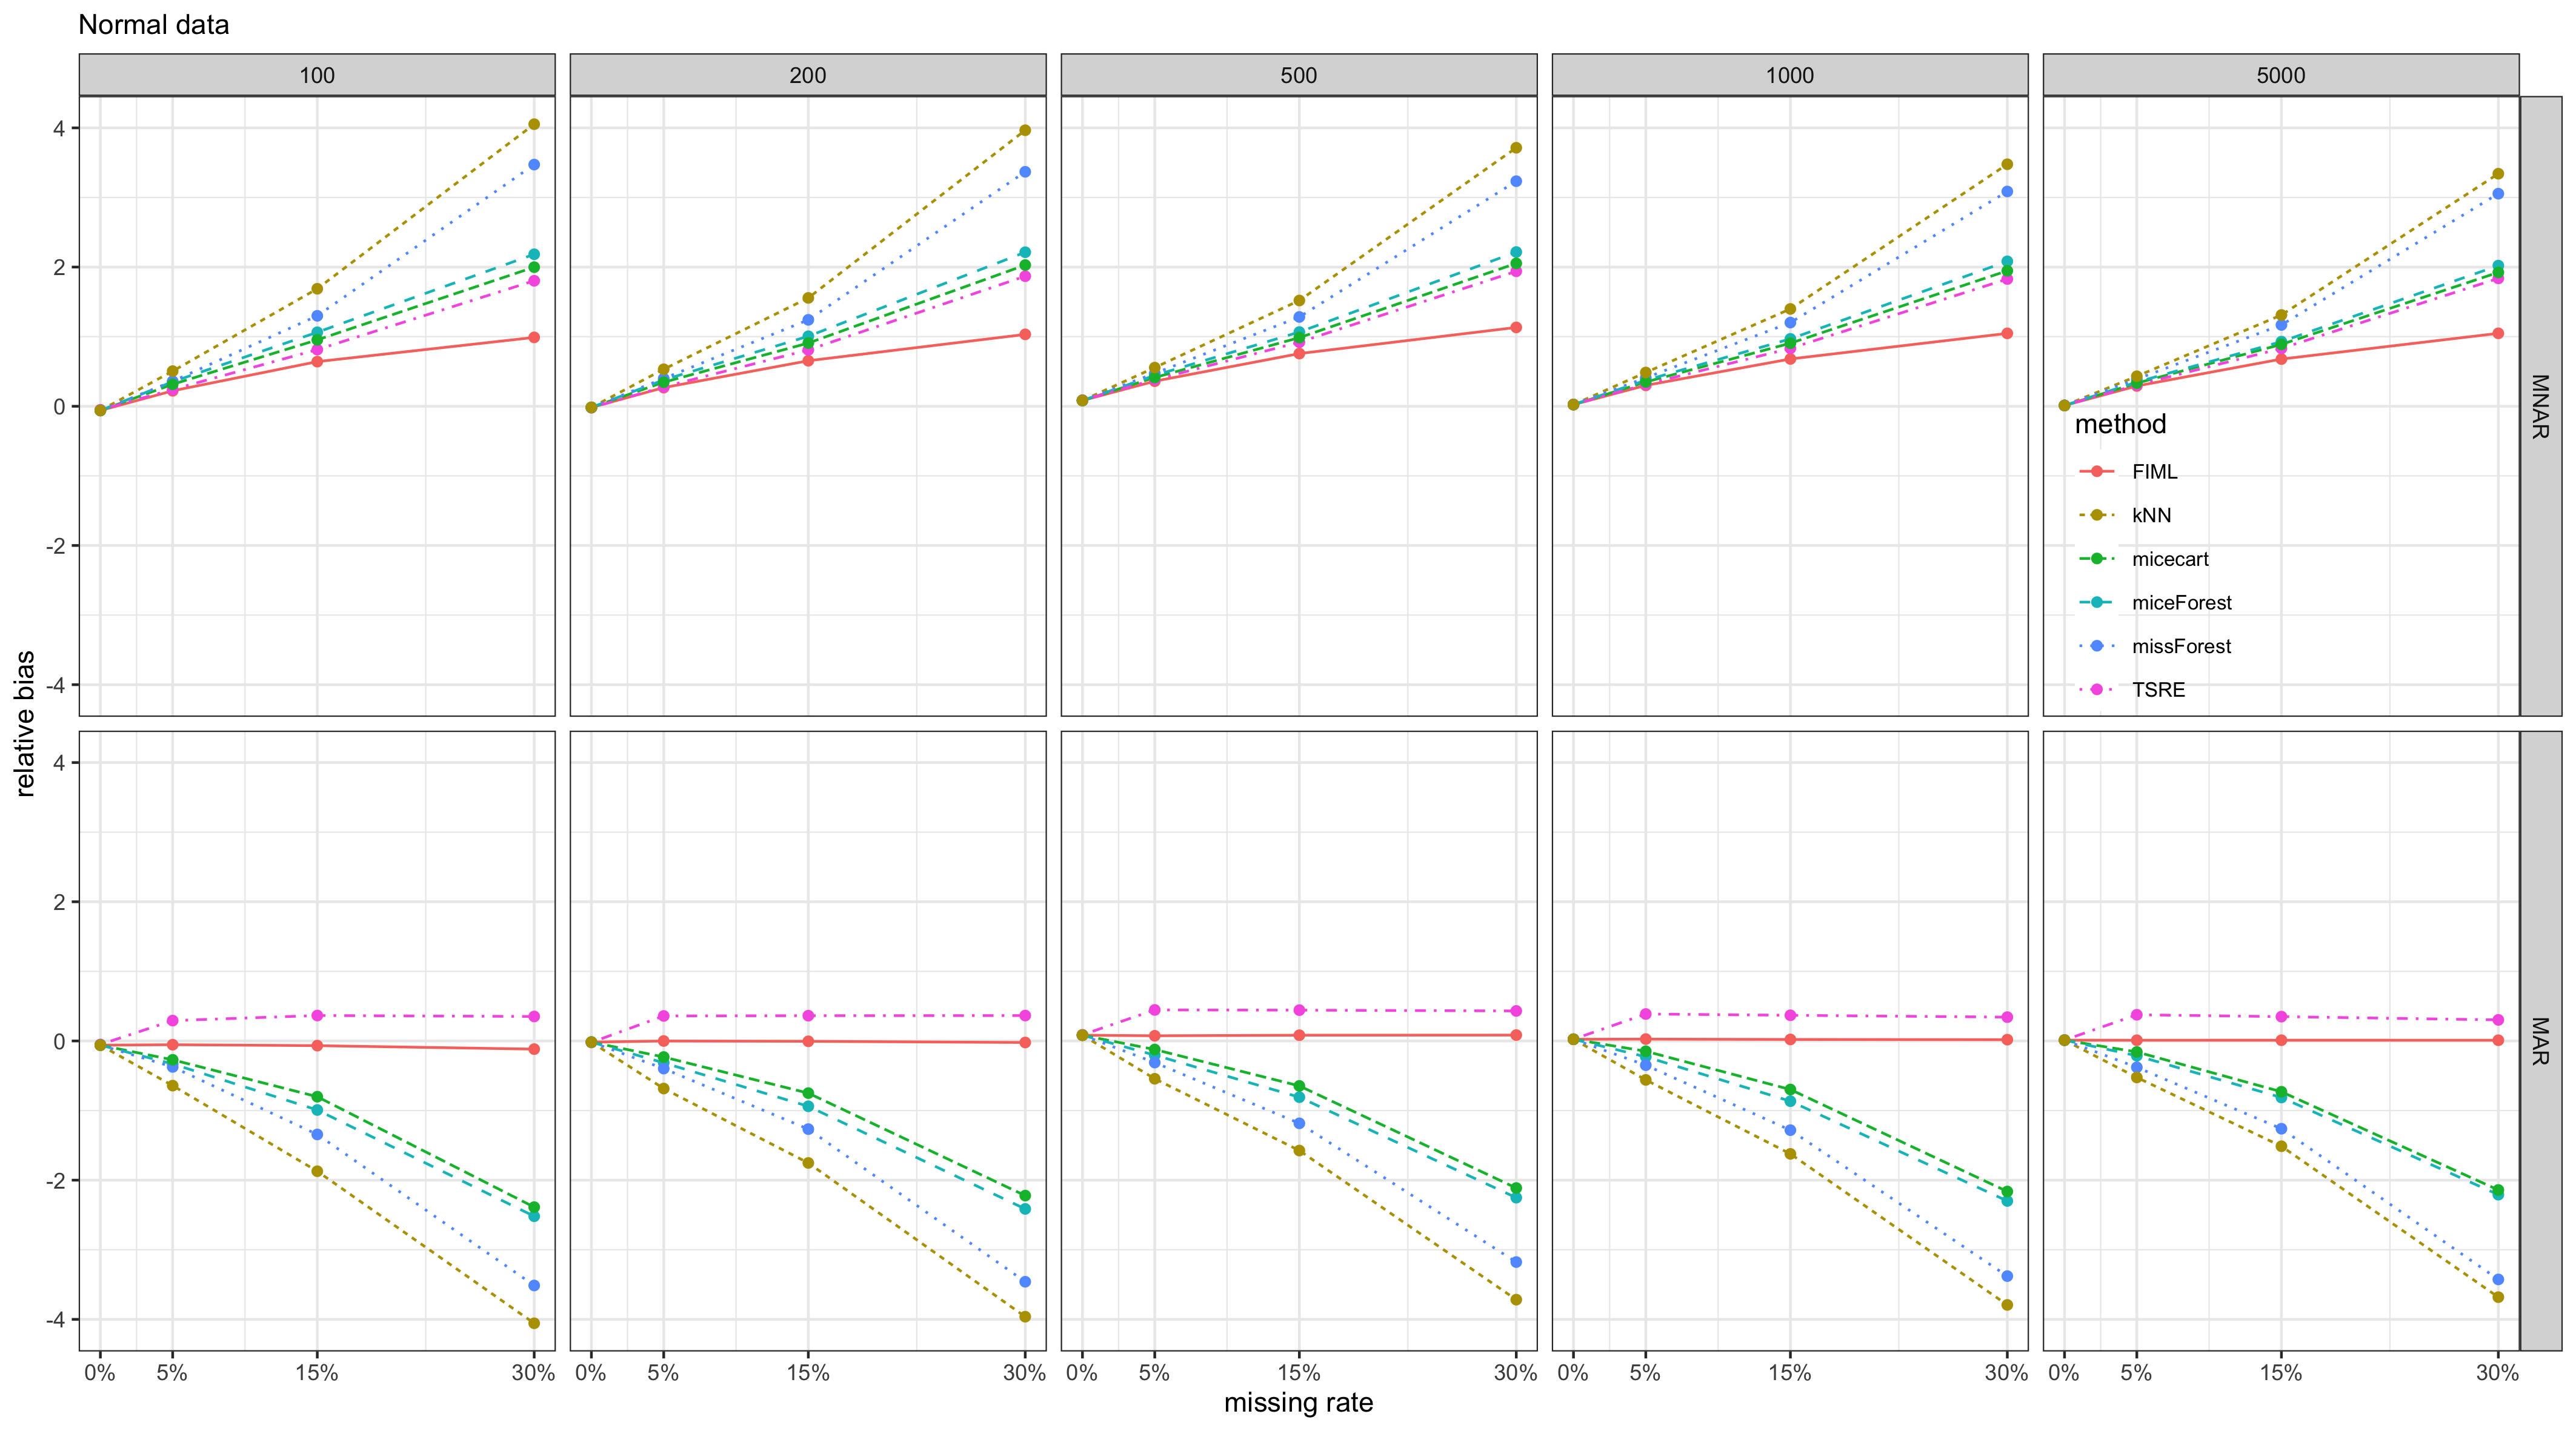 Normal data
100 200 500 1000 5000
4
2
0
-2
-4
MNAR
method
FIML
kNN
micecart
miceForest
missForest
TSRE
relative bias
4
2
0
-2
-4
MAR
0% 5% 15% 30% 0% 5% 15% 30% 0% 5% 15% 30% 0% 5% 15% 30% 0% 5% 15% 30%
missing rate